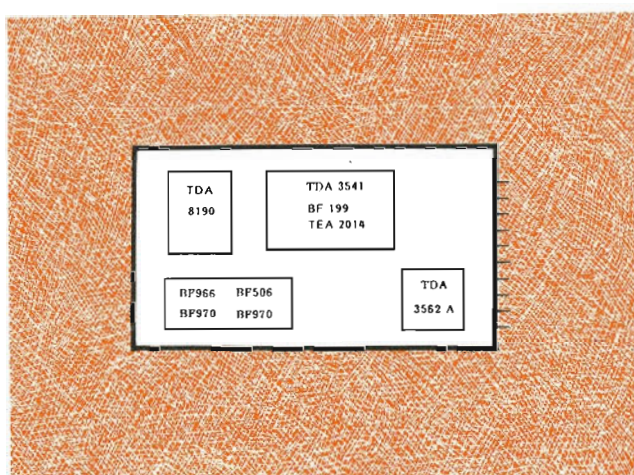 TDA
8190
TDA 3541
BF 199
TEA 2014
BF966 BF506
BF970 BF970
TDA
3562 A